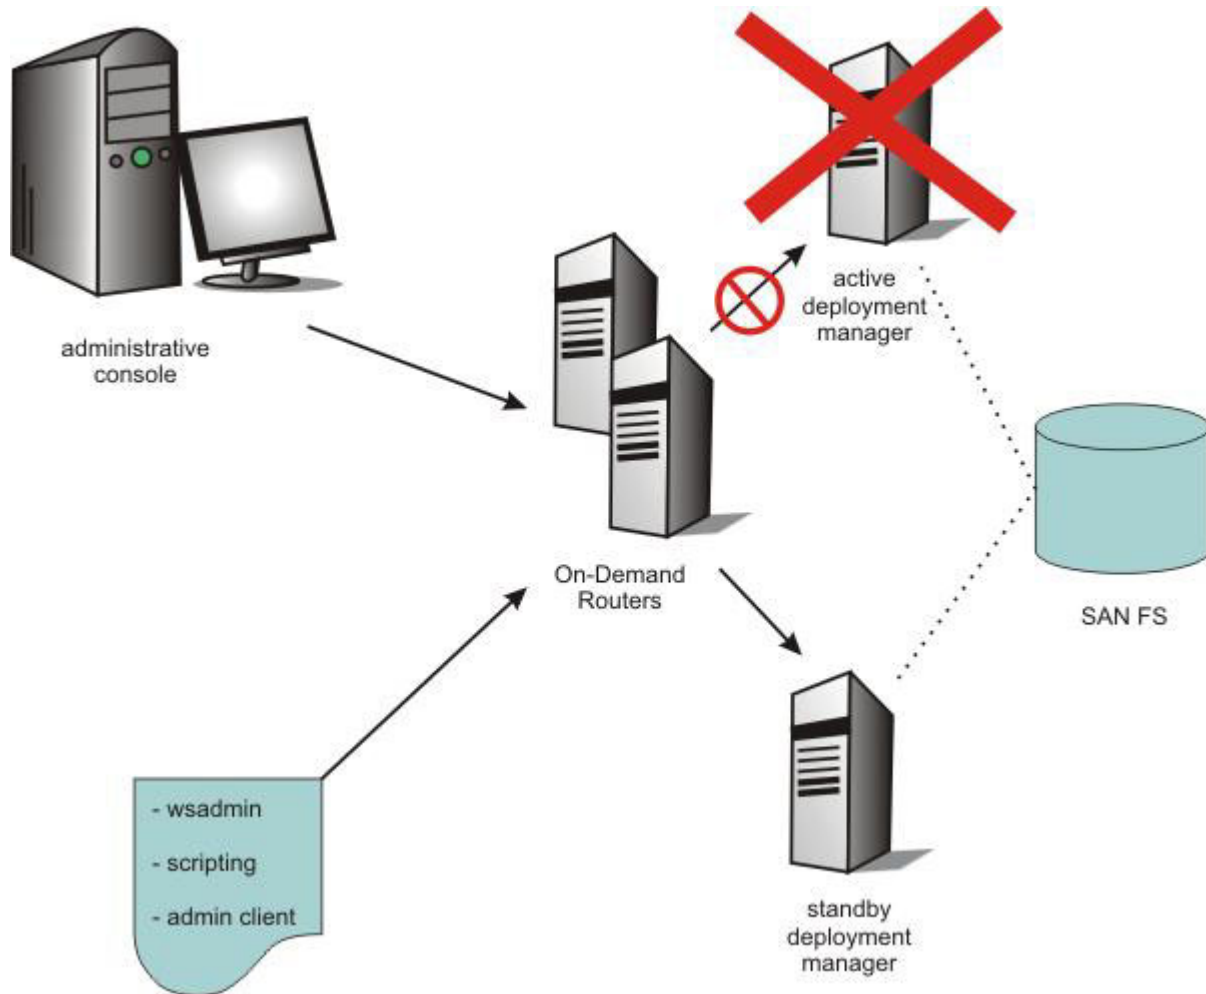 administrative
console
active
deployment
manager
On-Demand
Routers
SAN FS
- wsadmin
- scripting
- admin client
standby
deployment
manager